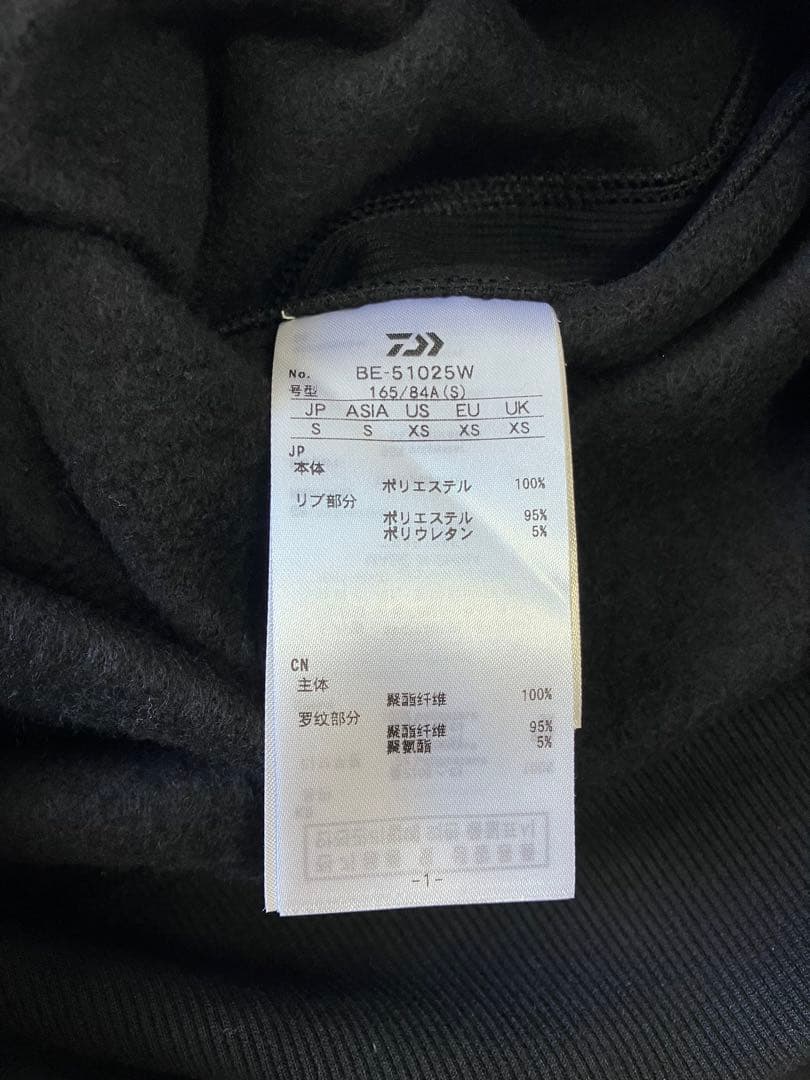 No. BE-51025W
号型 165/84A(S)
JP ASIA US EU UK
S S XS XS XS
JP
本体
ポリエステル 100%
リブ部分
ポリエステル 95%
ポリウレタン 5%
CN
主体
聚酯纤维 100%
罗纹部分
聚酯纤维 95%
聚氨酯 5%
-1-